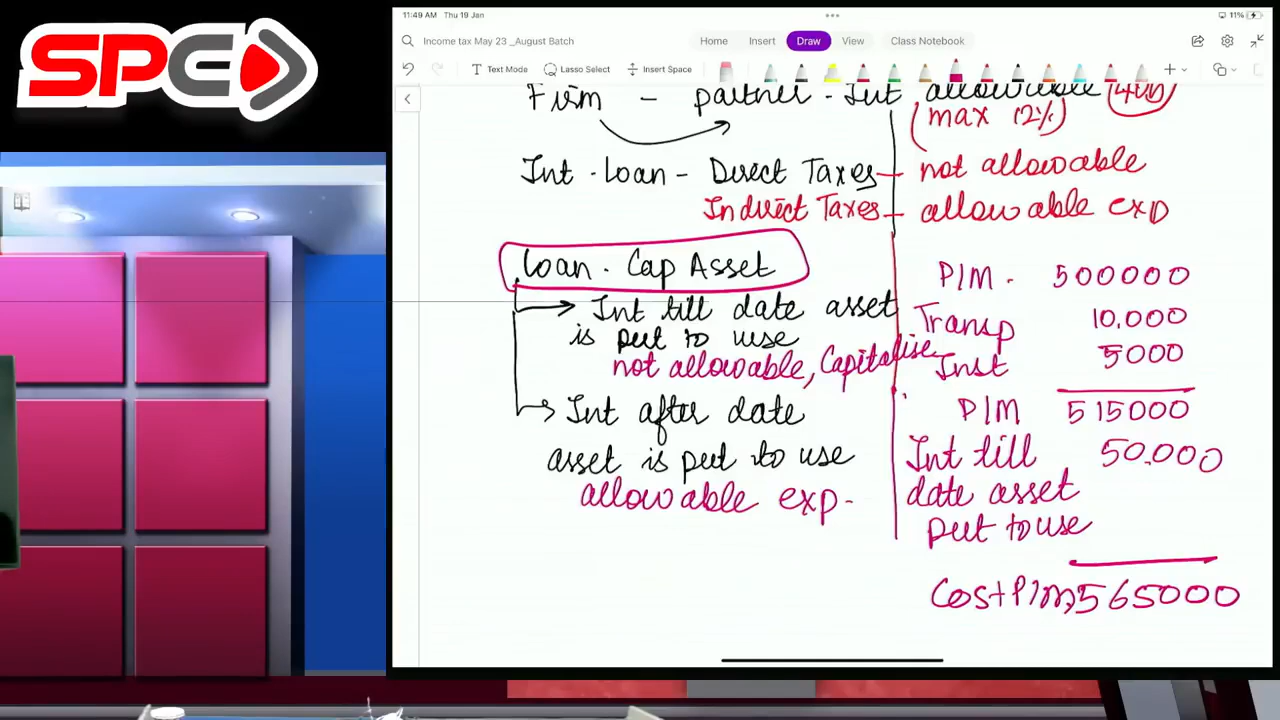 SPC
11:49 AM Thu 19 Jan
11%
Income tax May 23 _August Batch
Home Insert Draw View Class Notebook
Text Mode Lasso Select Insert Space
Firm - partner - Int allowable (40b)
(max 12%)
Int - loan - Direct Taxes - not allowable
Indirect Taxes - allowable exp
Loan - Cap Asset
Int till date asset
is put to use
not allowable, Capitalise
Int after date
asset is put to use
allowable exp -
P/M - 500000
Transp 10,000
Inst 5000
P/M 515000
Int till 50,000
date asset
put to use
Cost P/M 565000